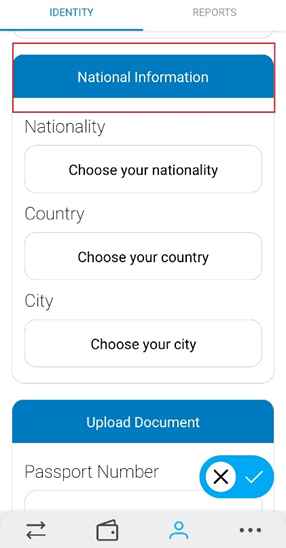 IDENTITY REPORTS
National Information
Nationality
Choose your nationality
Country
Choose your country
City
Choose your city
Upload Document
Passport Number